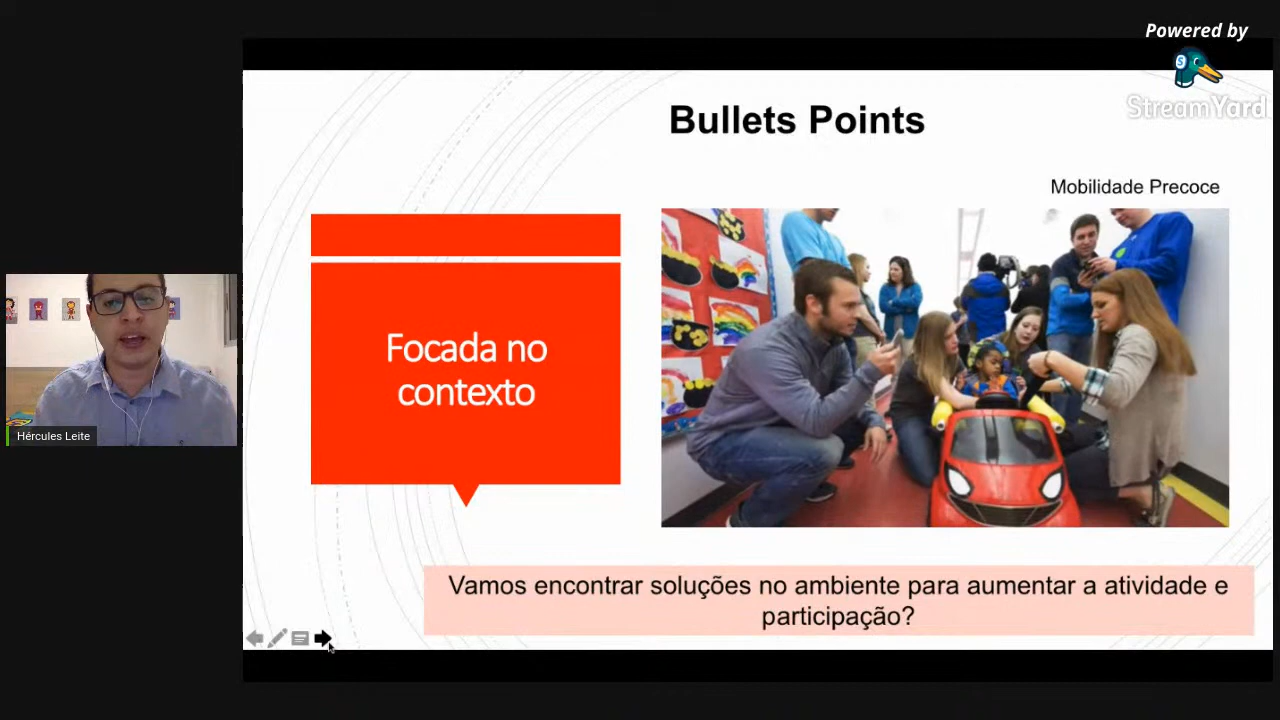 Powered by
StreamYard
Bullets Points
Mobilidade Precoce
Focada no
contexto
Hércules Leite
Vamos encontrar soluções no ambiente para aumentar a atividade e
participação?